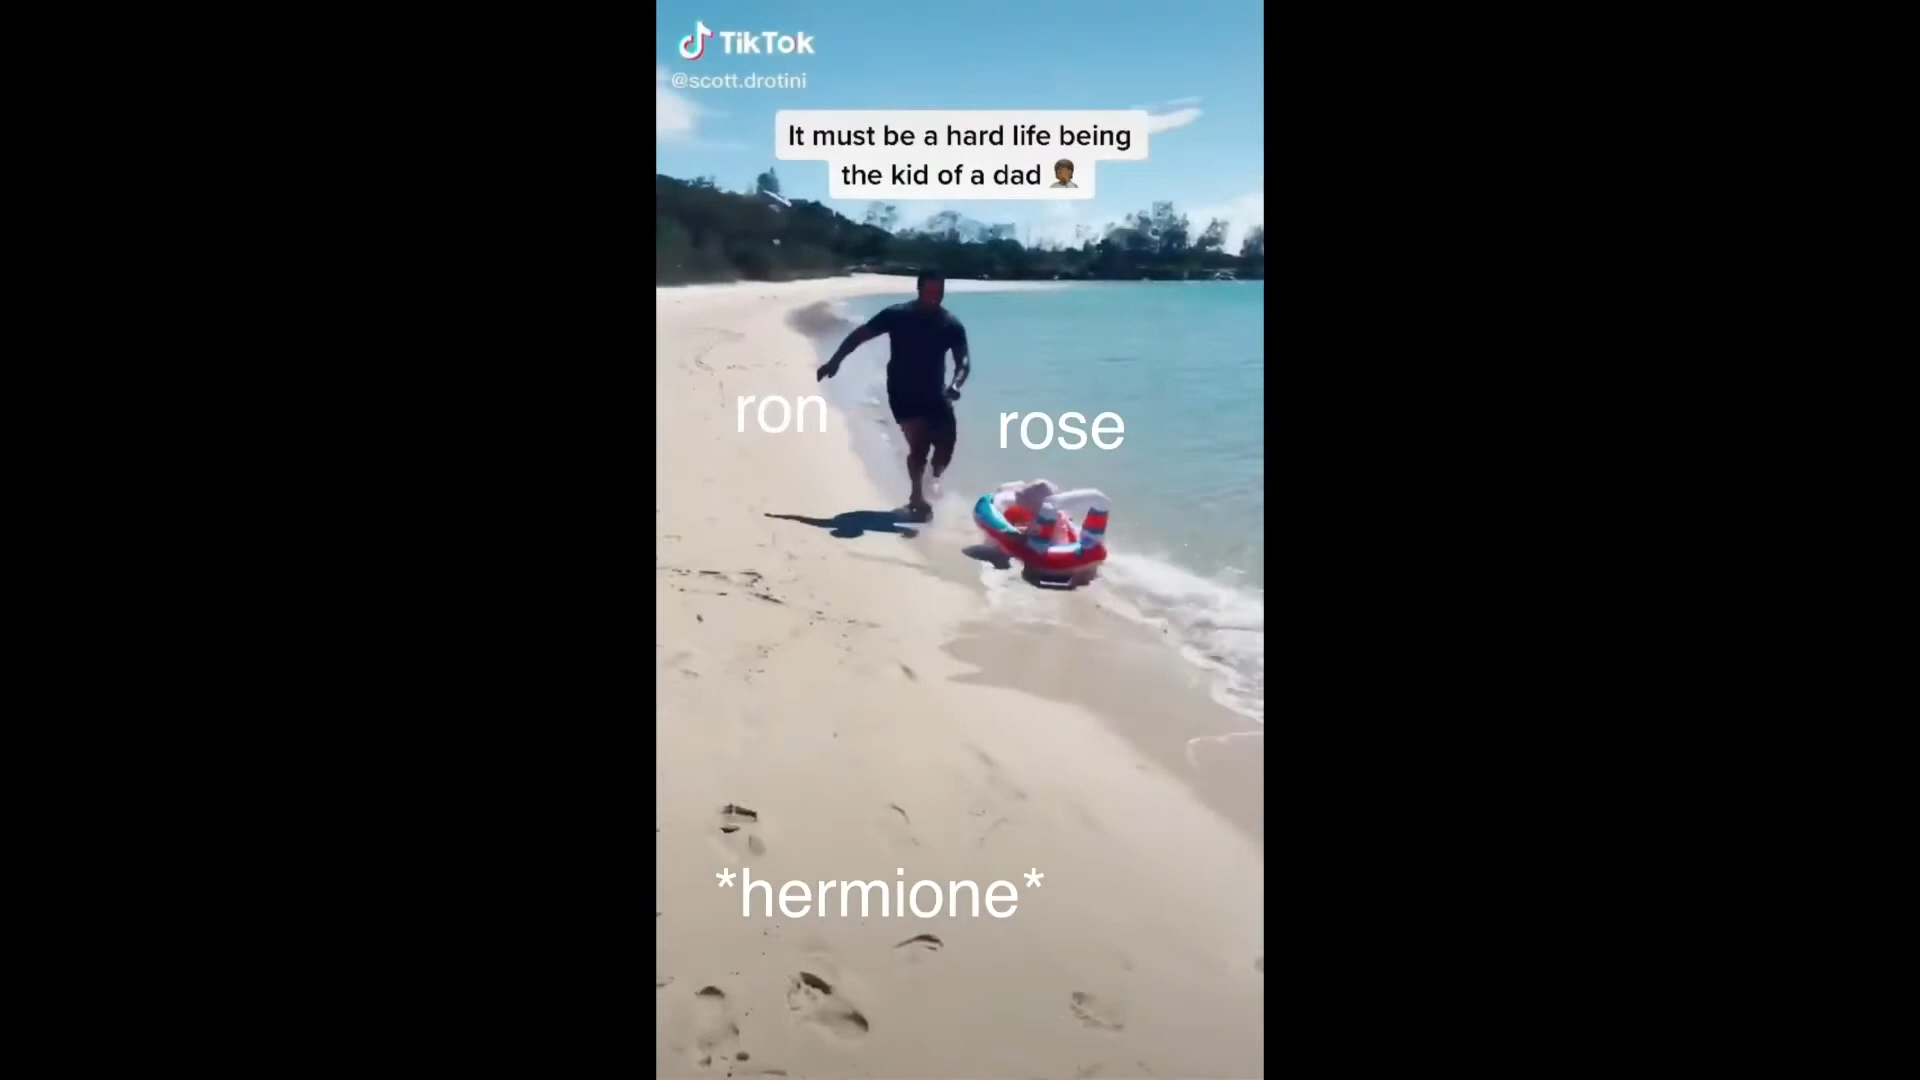 TikTok
@scott.drotini
It must be a hard life being
the kid of a dad 🤦🏾‍♂️
ron
rose
*hermione*